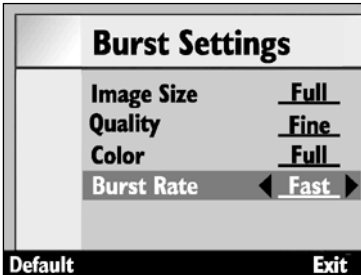 Burst Settings
Image Size Full
Quality Fine
Color Full
Burst Rate Fast
Default Exit